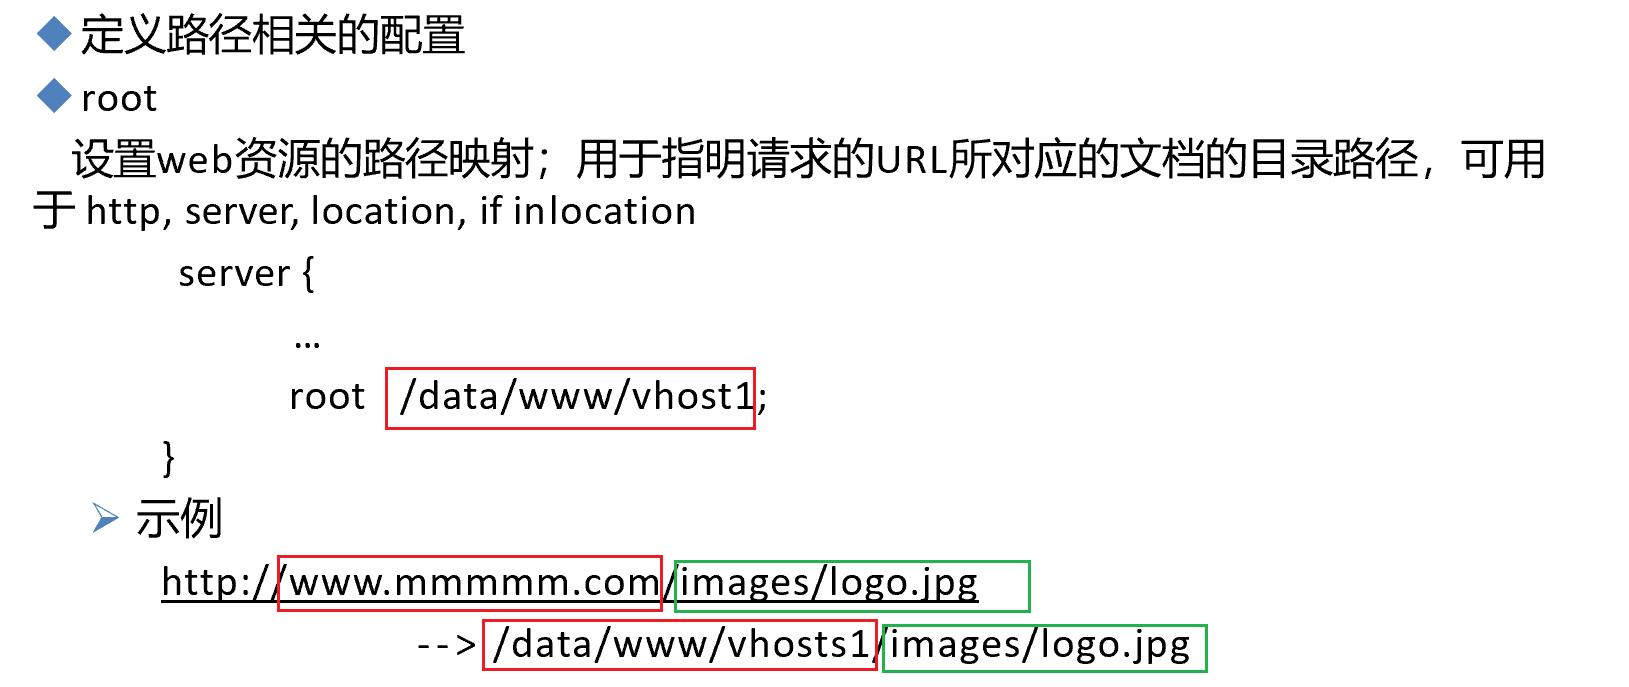 定义路径相关的配置
root
设置web资源的路径映射；用于指明请求的URL所对应的文档的目录路径，可用
于 http, server, location, if inlocation
server {
...
root /data/www/vhost1;
}
示例
http://www.mmmmm.com/images/logo.jpg
--> /data/www/vhosts1/images/logo.jpg